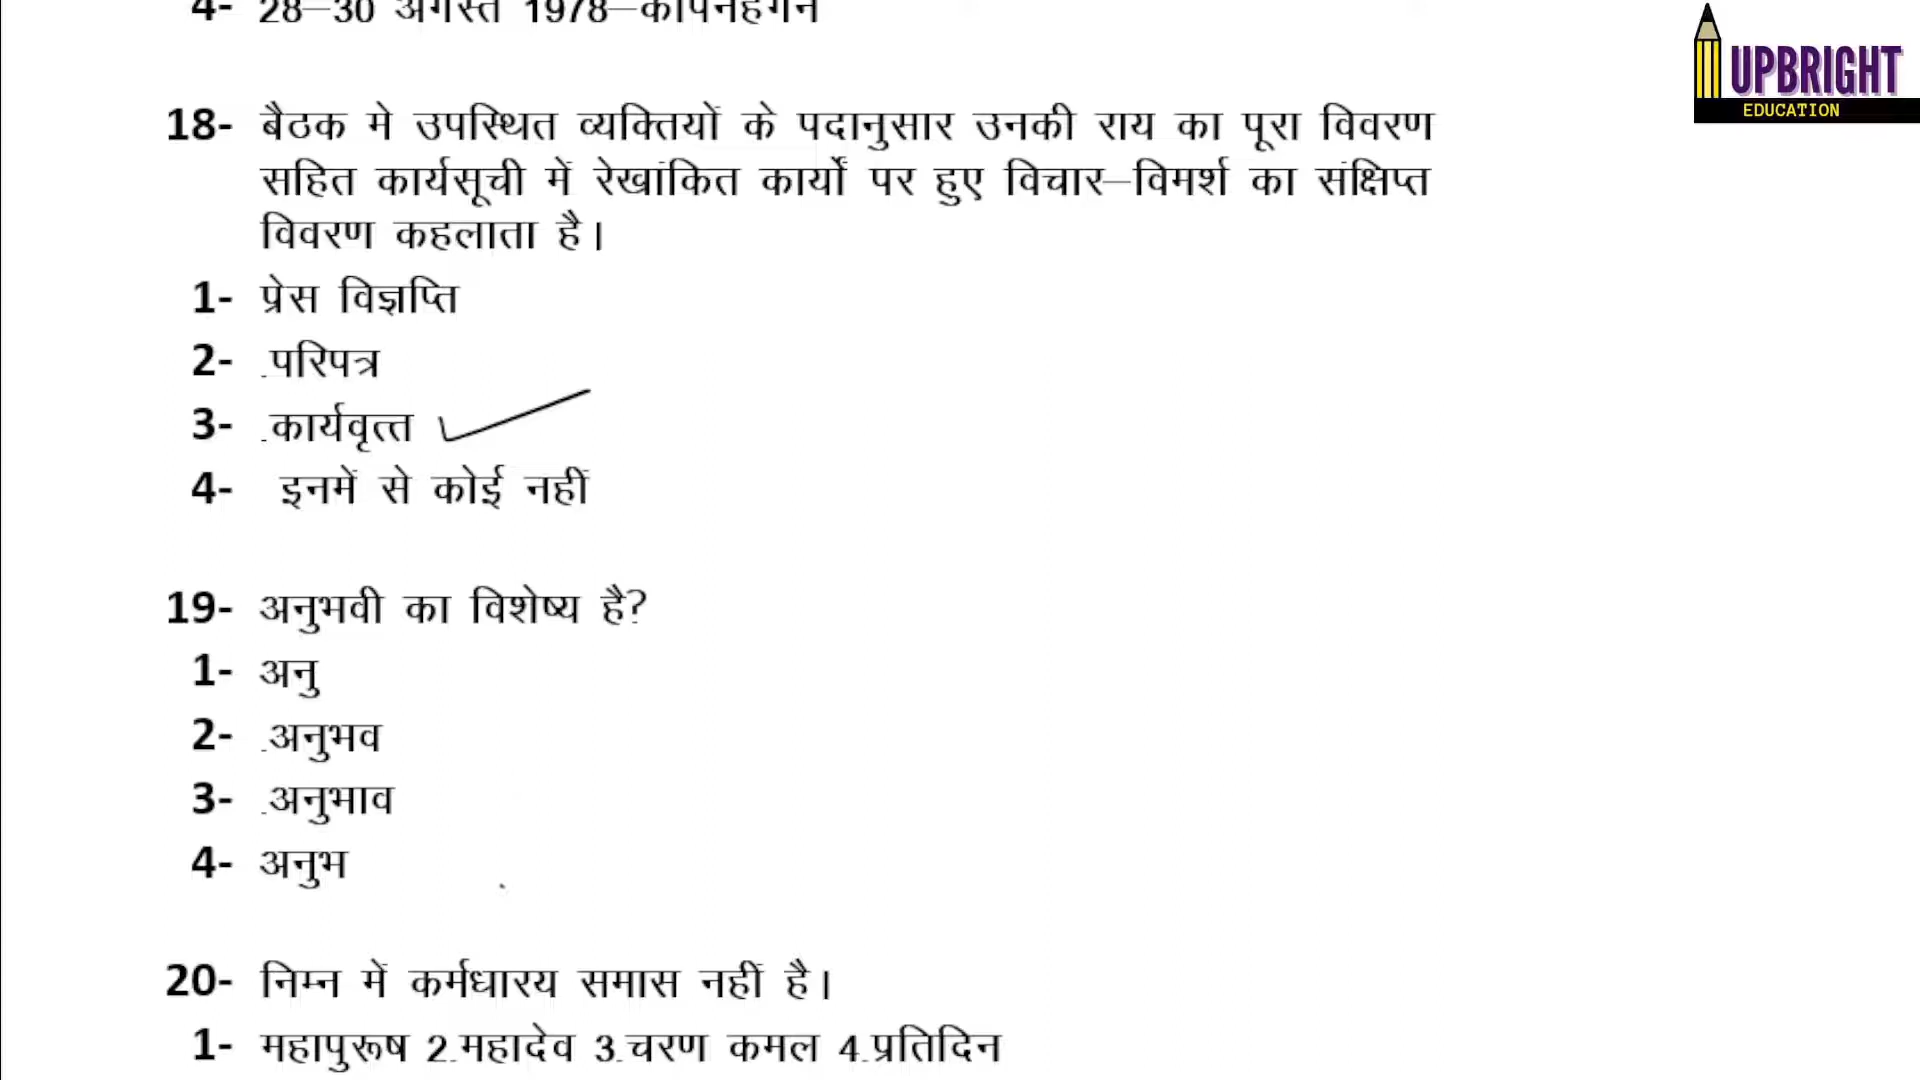 4- 28–30 अगस्त 1978–कोपेनहेगन
UPBRIGHT
EDUCATION
18- बैठक मे उपस्थित व्यक्तियों के पदानुसार उनकी राय का पूरा विवरण
सहित कार्यसूची में रेखांकित कार्यों पर हुए विचार–विमर्श का संक्षिप्त
विवरण कहलाता है।
1- प्रेस विज्ञप्ति
2- .परिपत्र
3- .कार्यवृत्त
4- इनमें से कोई नहीं
19- अनुभवी का विशेष्य है?
1- अनु
2- .अनुभव
3- .अनुभाव
4- अनुभ
20- निम्न में कर्मधारय समास नहीं है।
1- महापुरूष 2.महादेव 3.चरण कमल 4.प्रतिदिन